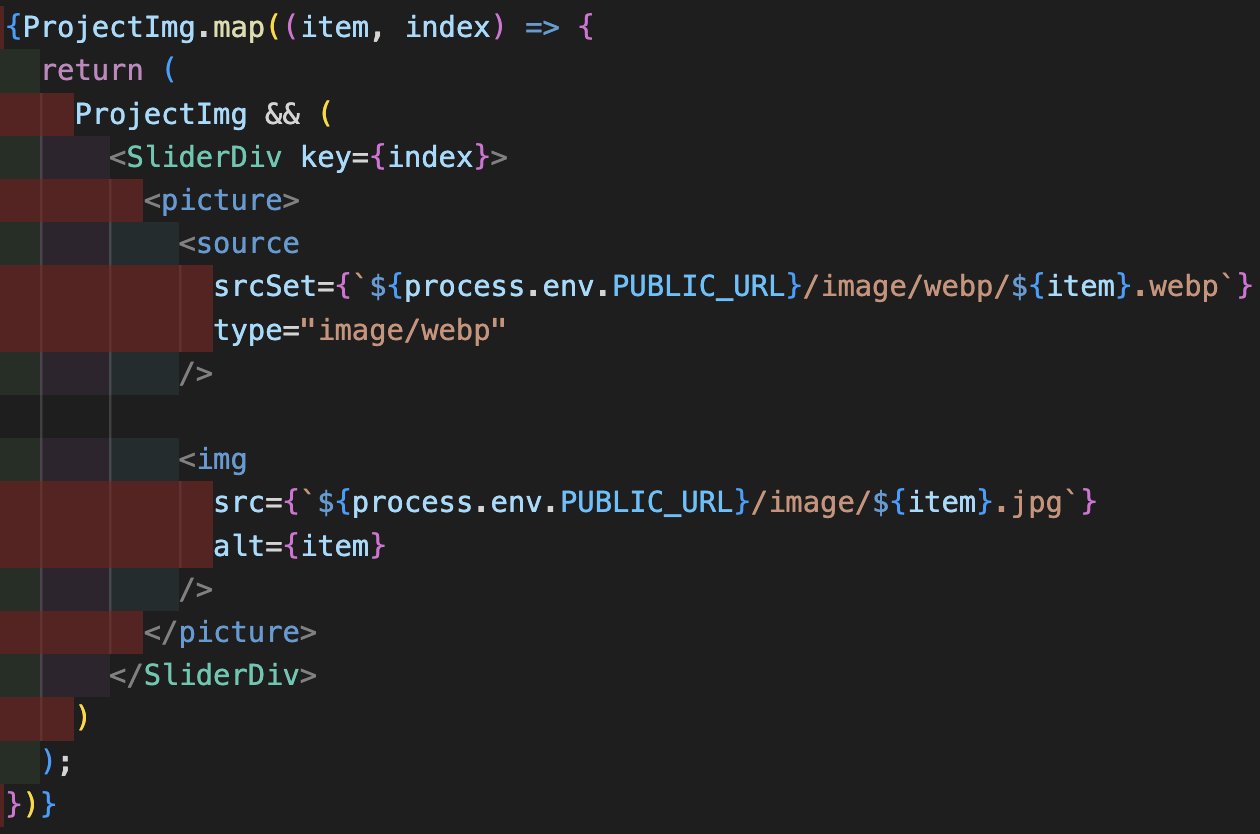 {ProjectImg.map((item, index) => {
  return (
    ProjectImg && (
      <SliderDiv key={index}>
        <picture>
          <source
            srcSet={`${process.env.PUBLIC_URL}/image/webp/${item}.webp`}
            type="image/webp"
          />

          <img
            src={`${process.env.PUBLIC_URL}/image/${item}.jpg`}
            alt={item}
          />
        </picture>
      </SliderDiv>
    )
  );
})}